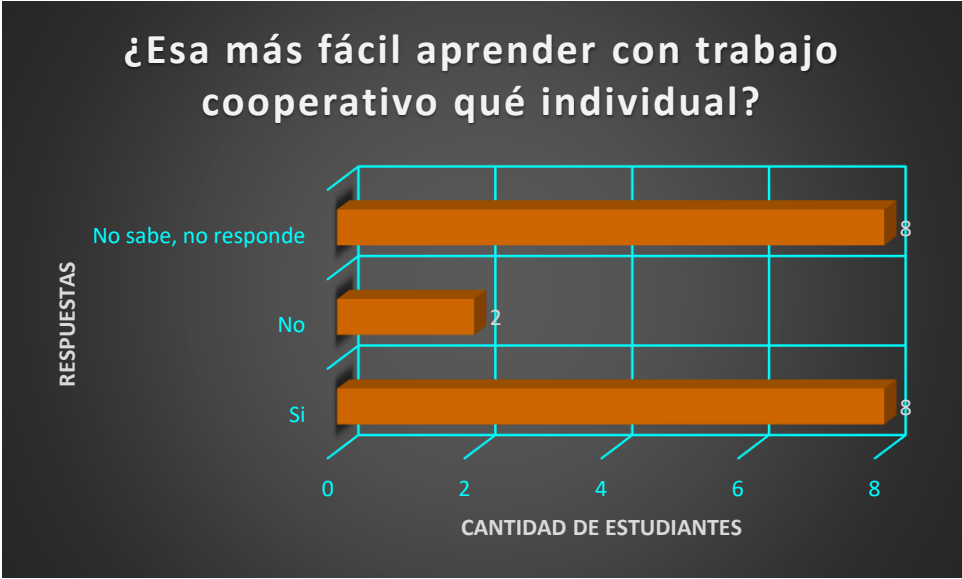 ¿Esa más fácil aprender con trabajo
cooperativo qué individual?
RESPUESTAS
No sabe, no responde
8
No
2
Si
8
0 2 4 6 8
CANTIDAD DE ESTUDIANTES